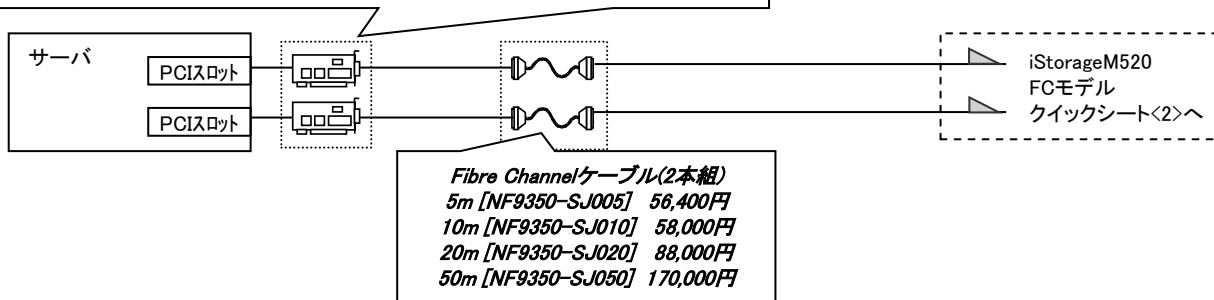 サーバ
PCIスロット
PCIスロット
iStorageM520
FCモデル
クイックシート<2>へ
Fibre Channelケーブル(2本組)
5m [NF9350-SJ005] 56,400円
10m [NF9350-SJ010] 58,000円
20m [NF9350-SJ020] 88,000円
50m [NF9350-SJ050] 170,000円